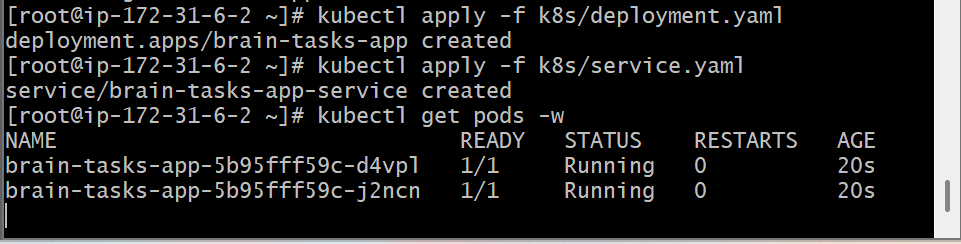 [root@ip-172-31-6-2 ~]# kubectl apply -f k8s/deployment.yaml
deployment.apps/brain-tasks-app created
[root@ip-172-31-6-2 ~]# kubectl apply -f k8s/service.yaml
service/brain-tasks-app-service created
[root@ip-172-31-6-2 ~]# kubectl get pods -w
NAME READY STATUS RESTARTS AGE
brain-tasks-app-5b95fff59c-d4vpl 1/1 Running 0 20s
brain-tasks-app-5b95fff59c-j2ncn 1/1 Running 0 20s